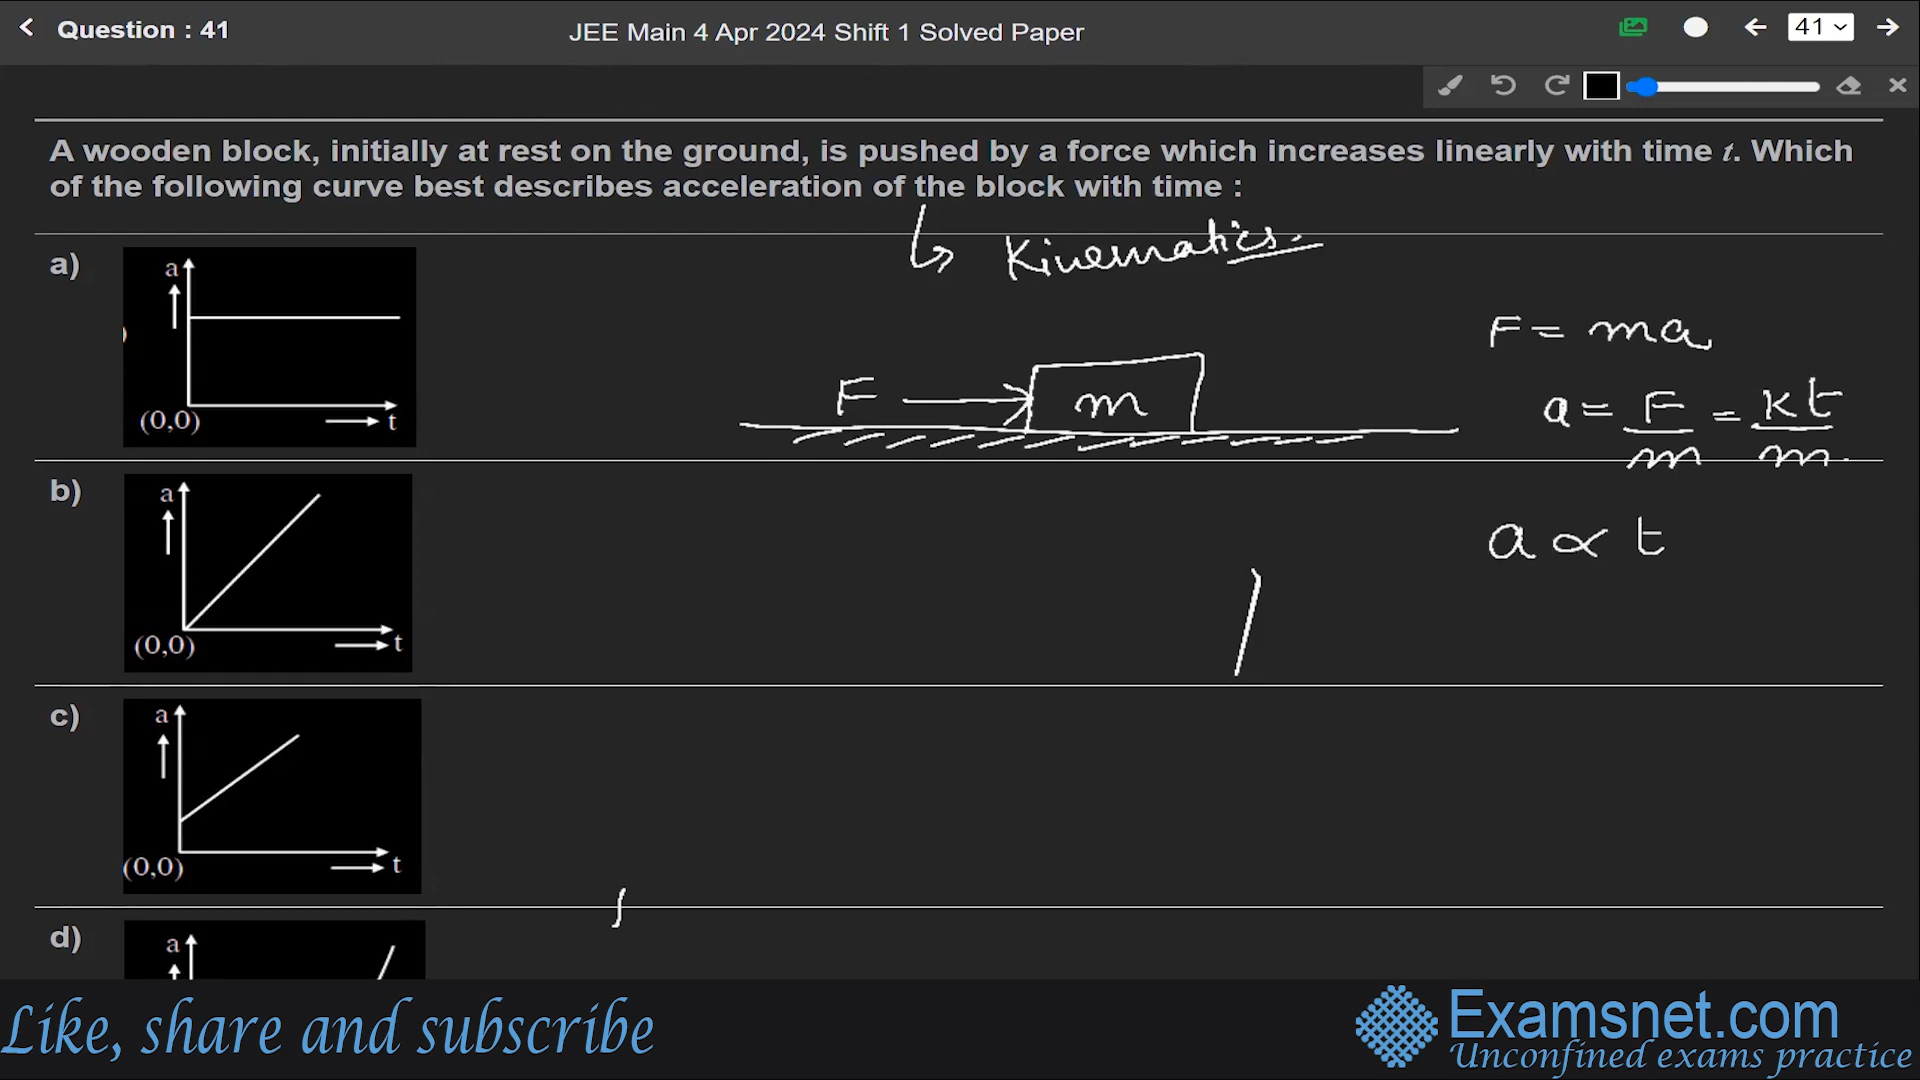 Question : 41
JEE Main 4 Apr 2024 Shift 1 Solved Paper
41
A wooden block, initially at rest on the ground, is pushed by a force which increases linearly with time t. Which
of the following curve best describes acceleration of the block with time :
Kinematics.
a)
a
(0,0)
t
F
m
F = ma
a = F/m = Kt/m.
b)
a
(0,0)
t
a ∝ t
c)
a
(0,0)
t
d)
a
Like, share and subscribe
Examsnet.com
Unconfined exams practice